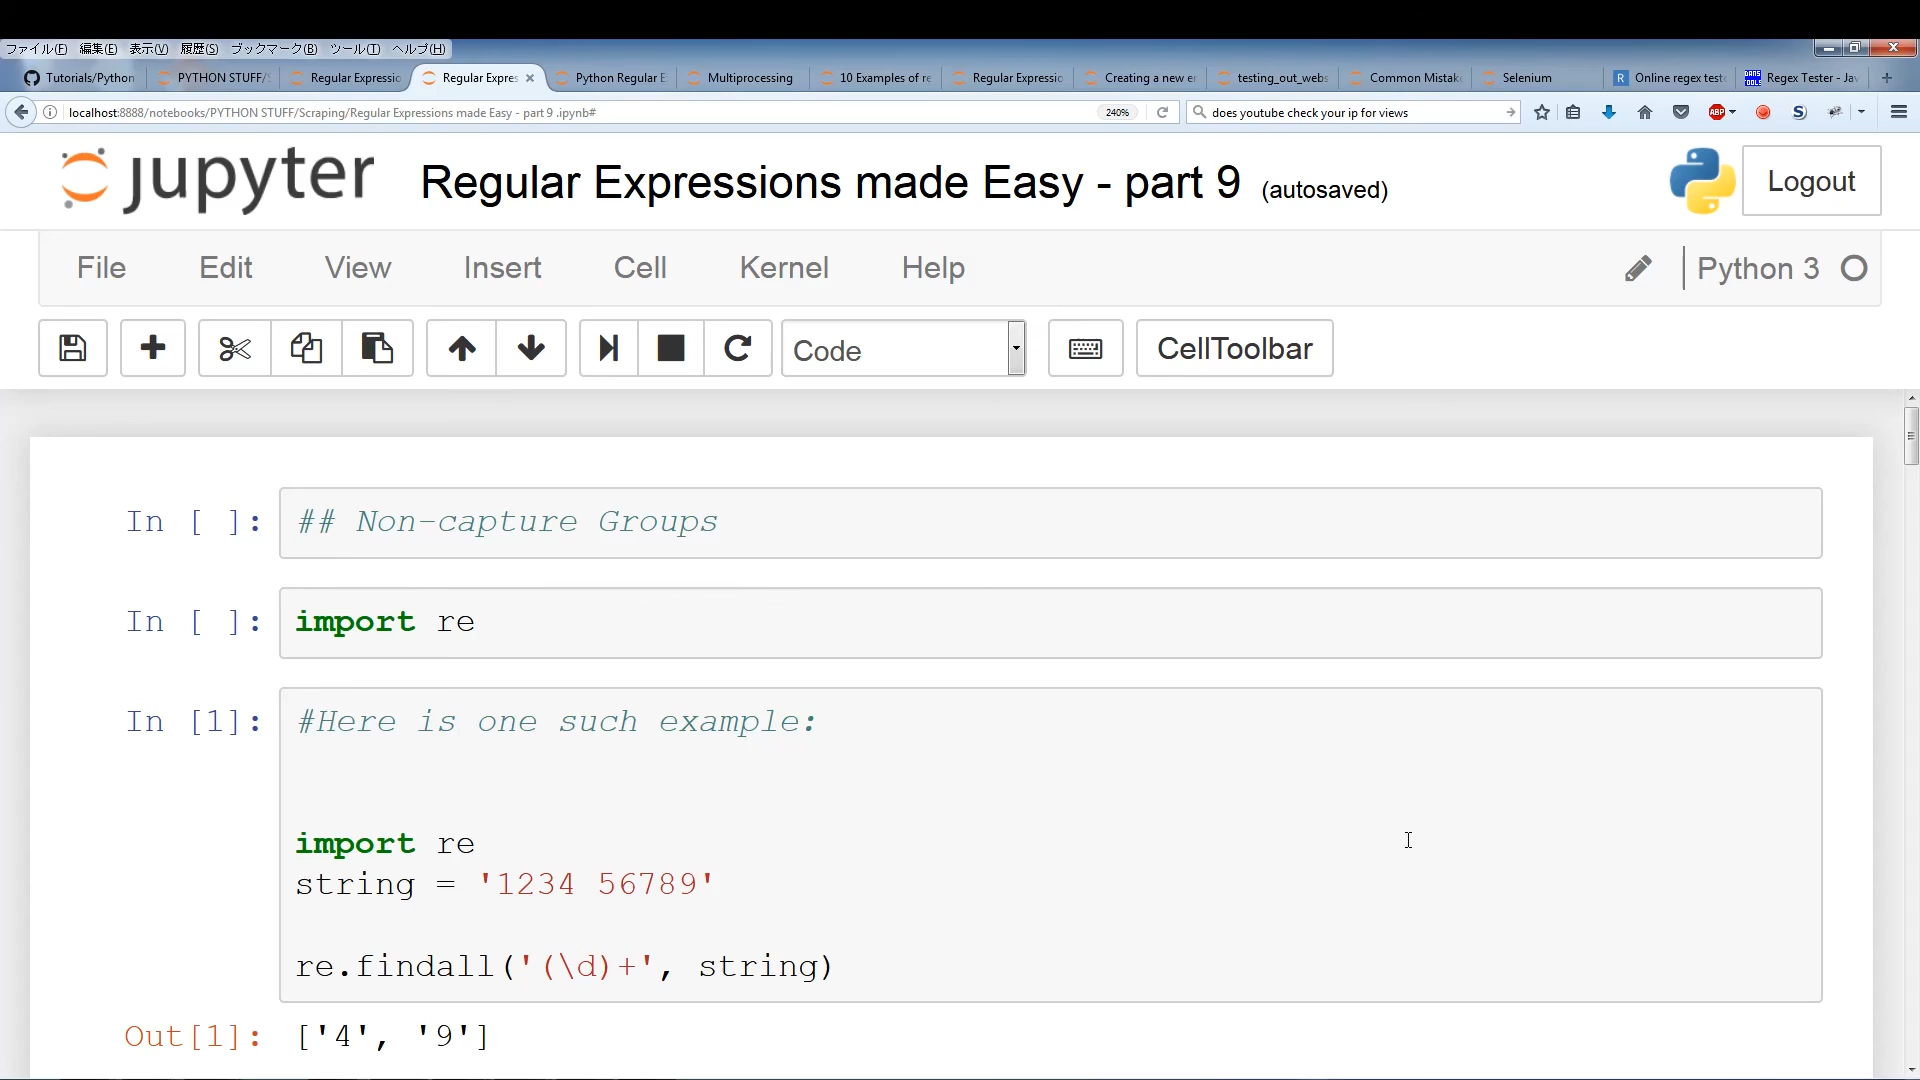 ファイル(F) 編集(E) 表示(V) 履歴(S) ブックマーク(B) ツール(T) ヘルプ(H)
Tutorials/Python PYTHON STUFF/S Regular Expressio Regular Expres Python Regular E Multiprocessing 10 Examples of re Regular Expressio Creating a new er testing_out_webs Common Mistak Selenium R Online regex test DANS TOOLS Regex Tester - Jav
localhost:8888/notebooks/PYTHON STUFF/Scraping/Regular Expressions made Easy - part 9 .ipynb# 240% does youtube check your ip for views ABP S
jupyter Regular Expressions made Easy - part 9 (autosaved) Logout
File Edit View Insert Cell Kernel Help Python 3
Code CellToolbar
In [ ]: ## Non-capture Groups
In [ ]: import re
In [1]: #Here is one such example:
import re
string = '1234 56789'
re.findall('(\d)+', string)
Out[1]: ['4', '9']